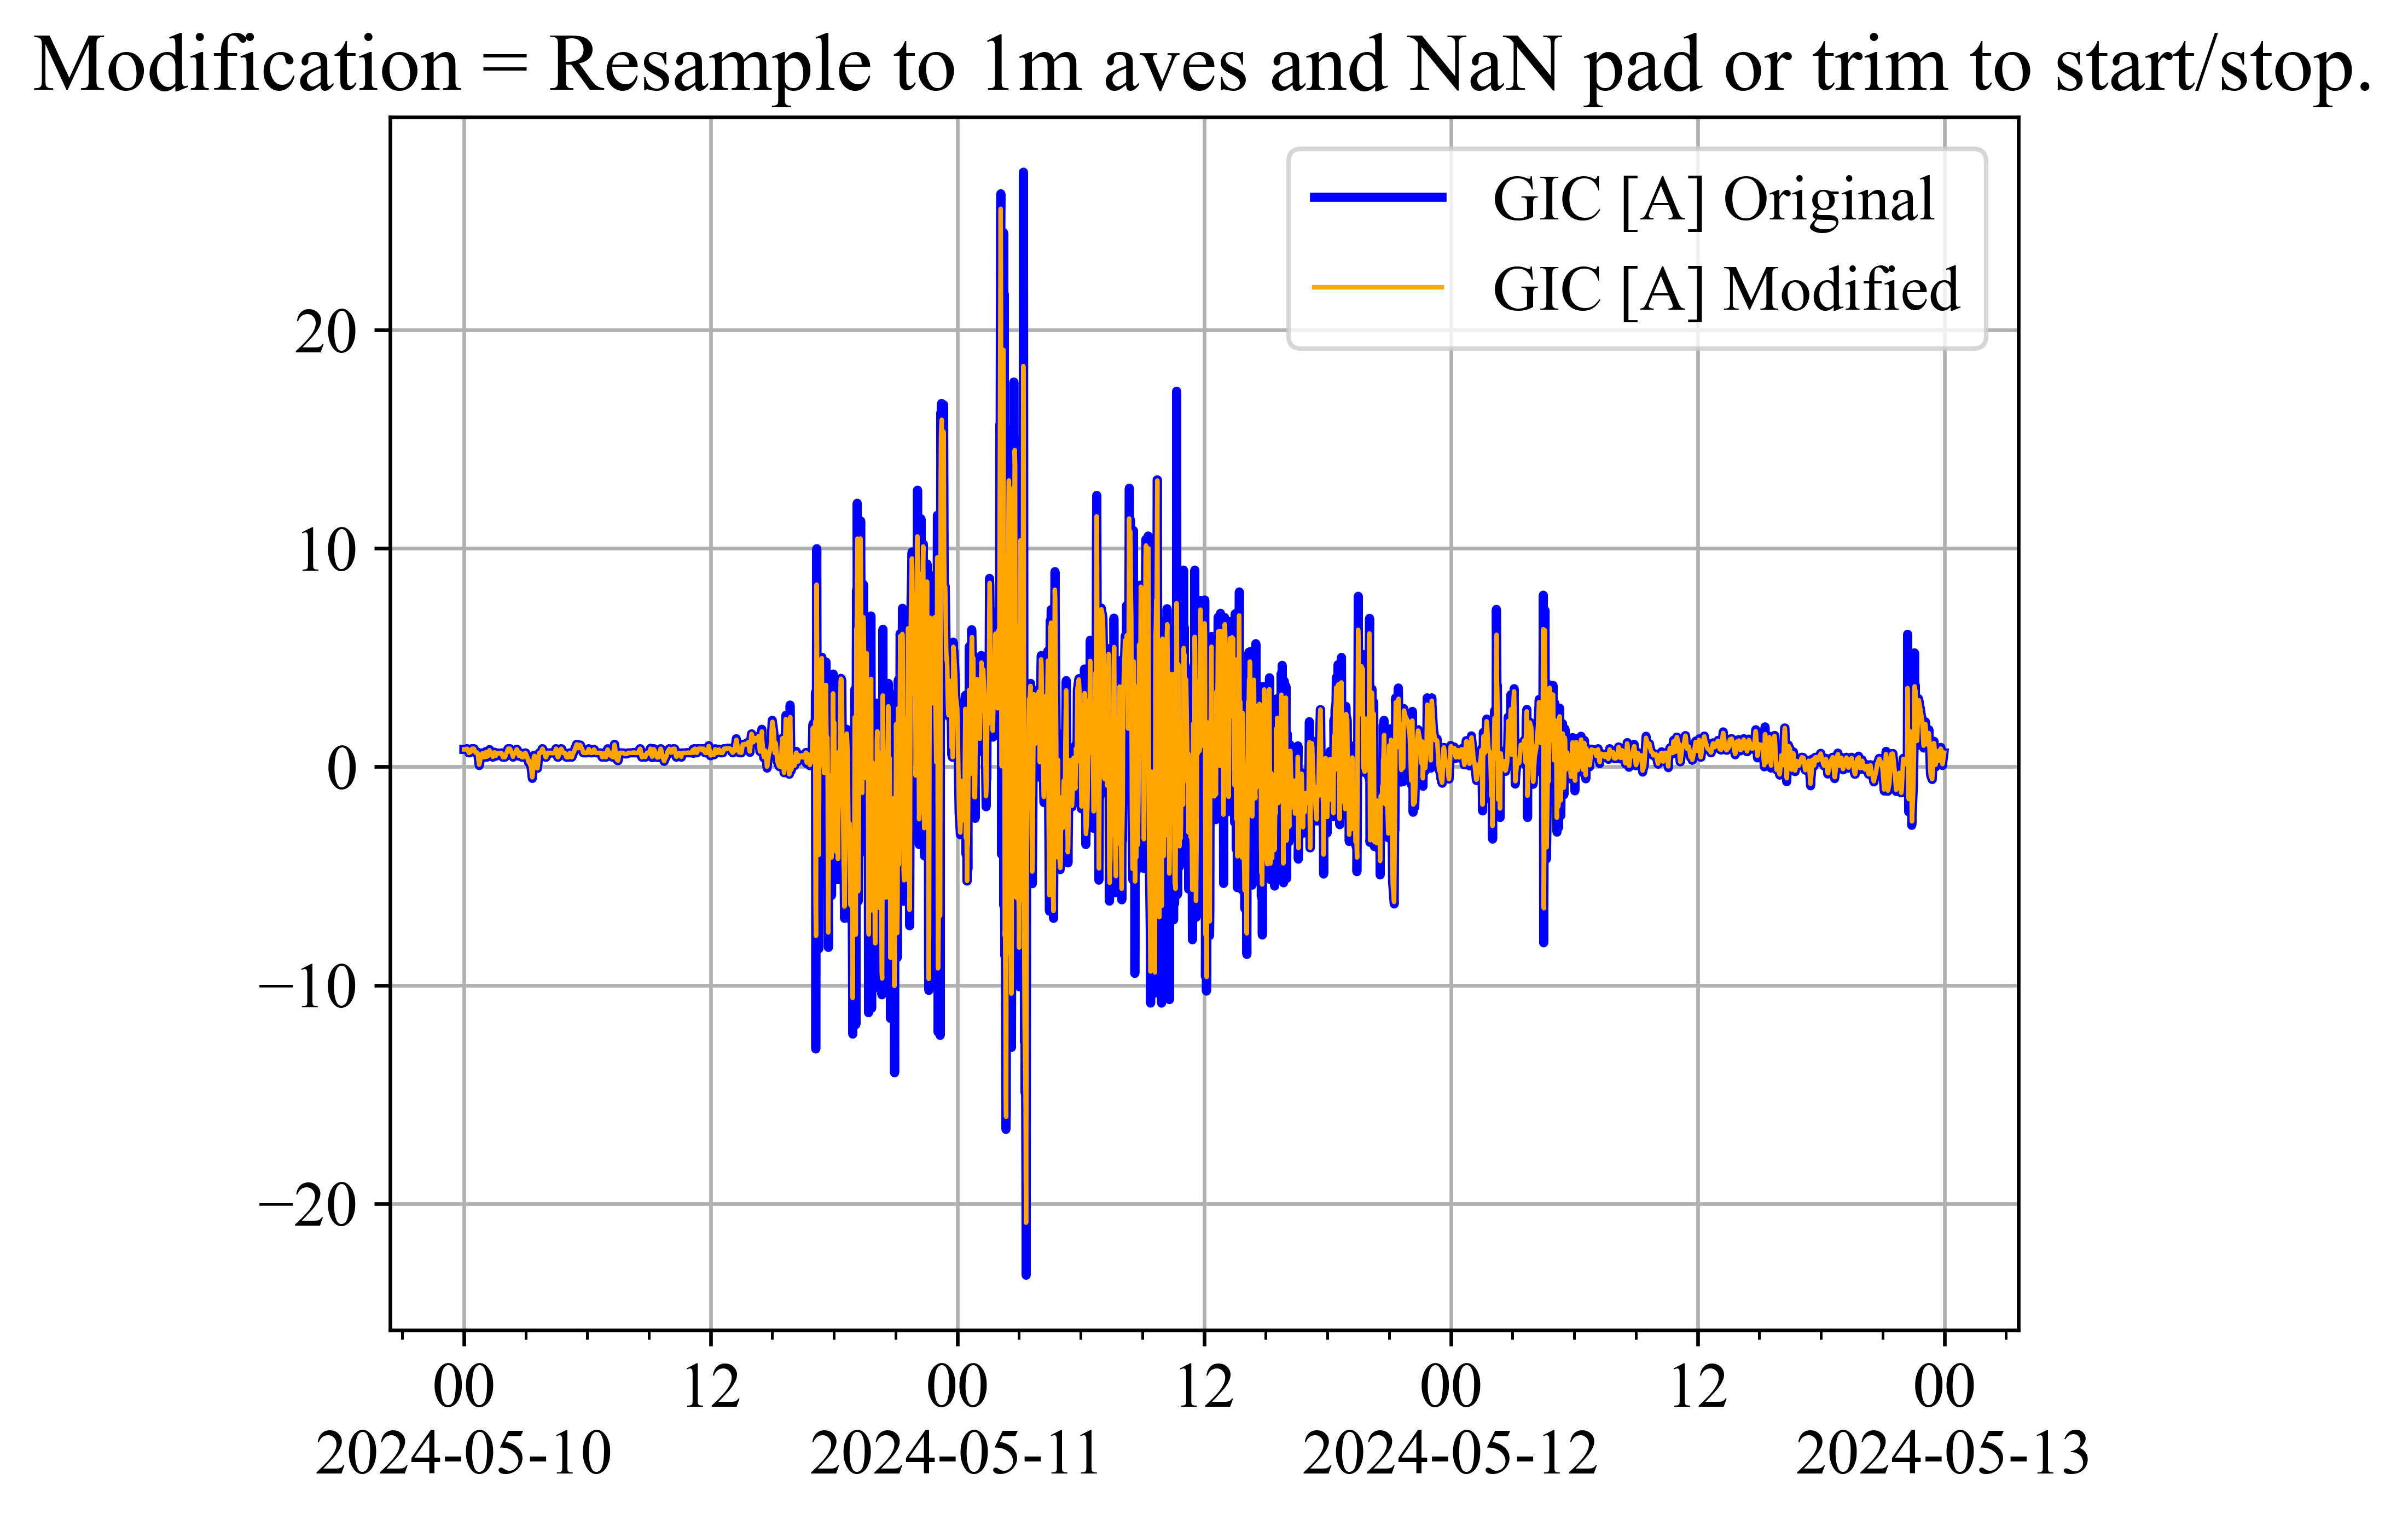 Modification = Resample to 1m aves and NaN pad or trim to start/stop.
GIC [A] Original
GIC [A] Modified
20
10
0
−10
−20
00 12 00 12 00 12 00
2024-05-10 2024-05-11 2024-05-12 2024-05-13